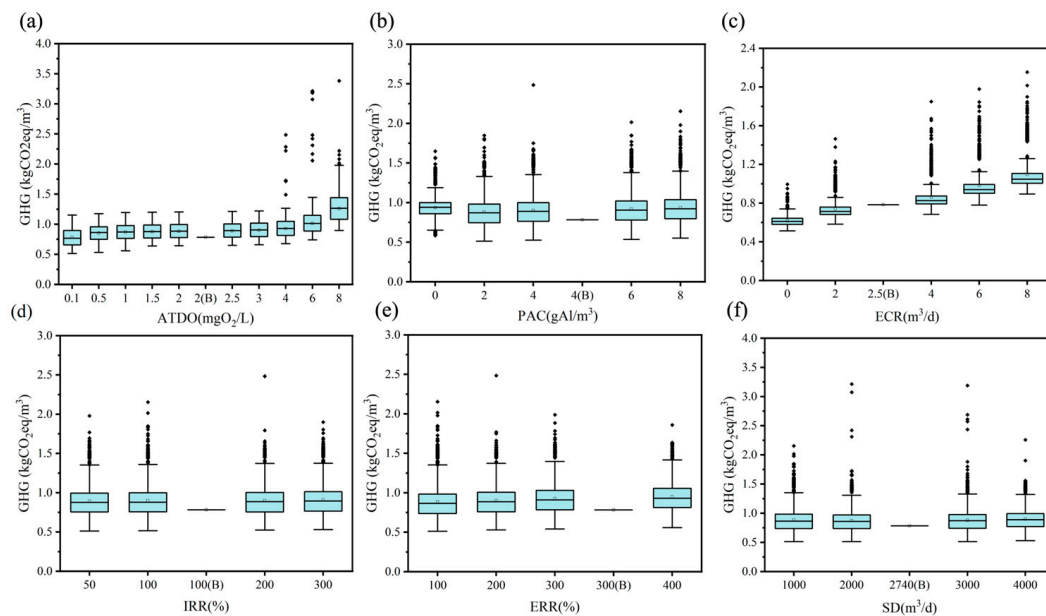 (a)
4.0
3.5
3.0
2.5
2.0
1.5
1.0
0.5
0.0
GHG (kgCO2eq/m³)
0.1 0.5 1 1.5 2 2(B) 2.5 3 4 6 8
ATDO(mgO₂/L)
(b)
3.0
2.5
2.0
1.5
1.0
0.5
0.0
GHG (kgCO₂eq/m³)
0 2 4 4(B) 6 8
PAC(gAl/m³)
(c)
2.4
2.0
1.6
1.2
0.8
0.4
0.0
GHG (kgCO₂eq/m³)
0 2 2.5(B) 4 6 8
ECR(m³/d)
(d)
3.0
2.5
2.0
1.5
1.0
0.5
0.0
GHG (kgCO₂eq/m³)
50 100 100(B) 200 300
IRR(%)
(e)
3.0
2.5
2.0
1.5
1.0
0.5
0.0
GHG (kgCO₂eq/m³)
100 200 300 300(B) 400
ERR(%)
(f)
4.0
3.5
3.0
2.5
2.0
1.5
1.0
0.5
0.0
GHG (kgCO₂eq/m³)
1000 2000 2740(B) 3000 4000
SD(m³/d)